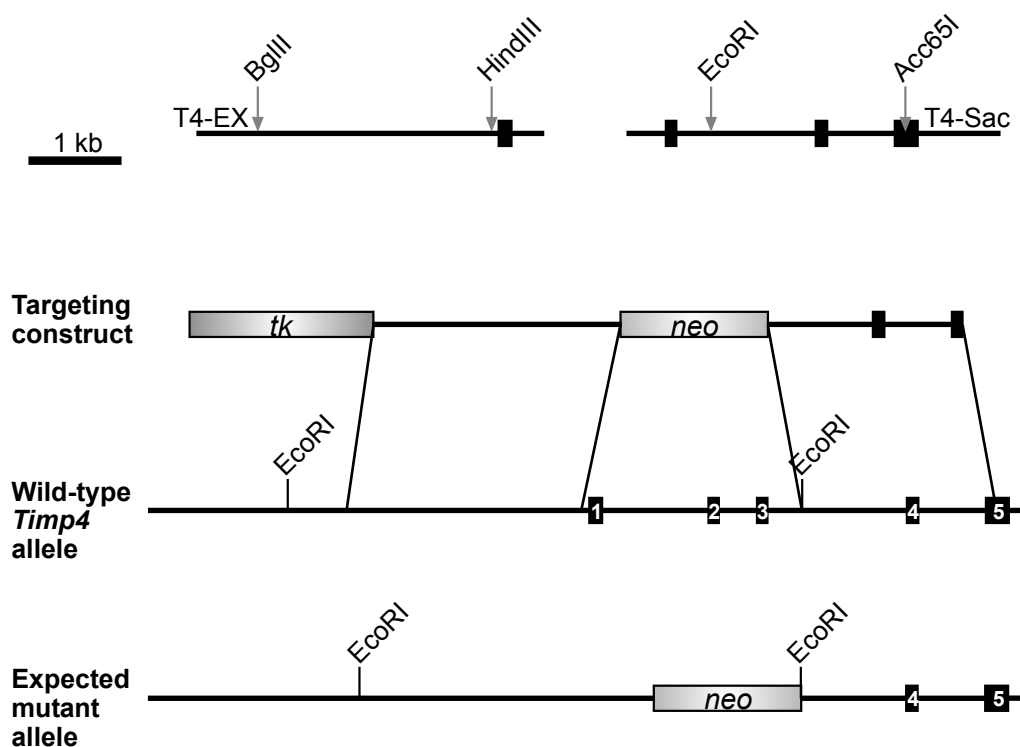 BglII
HindIII
EcoRI
Acc65I
T4-EX
T4-Sac
1 kb
Targeting
construct
tk
neo
EcoRI
EcoRI
Wild-type
Timp4
allele
1
2
3
4
5
EcoRI
EcoRI
Expected
mutant
allele
neo
4
5